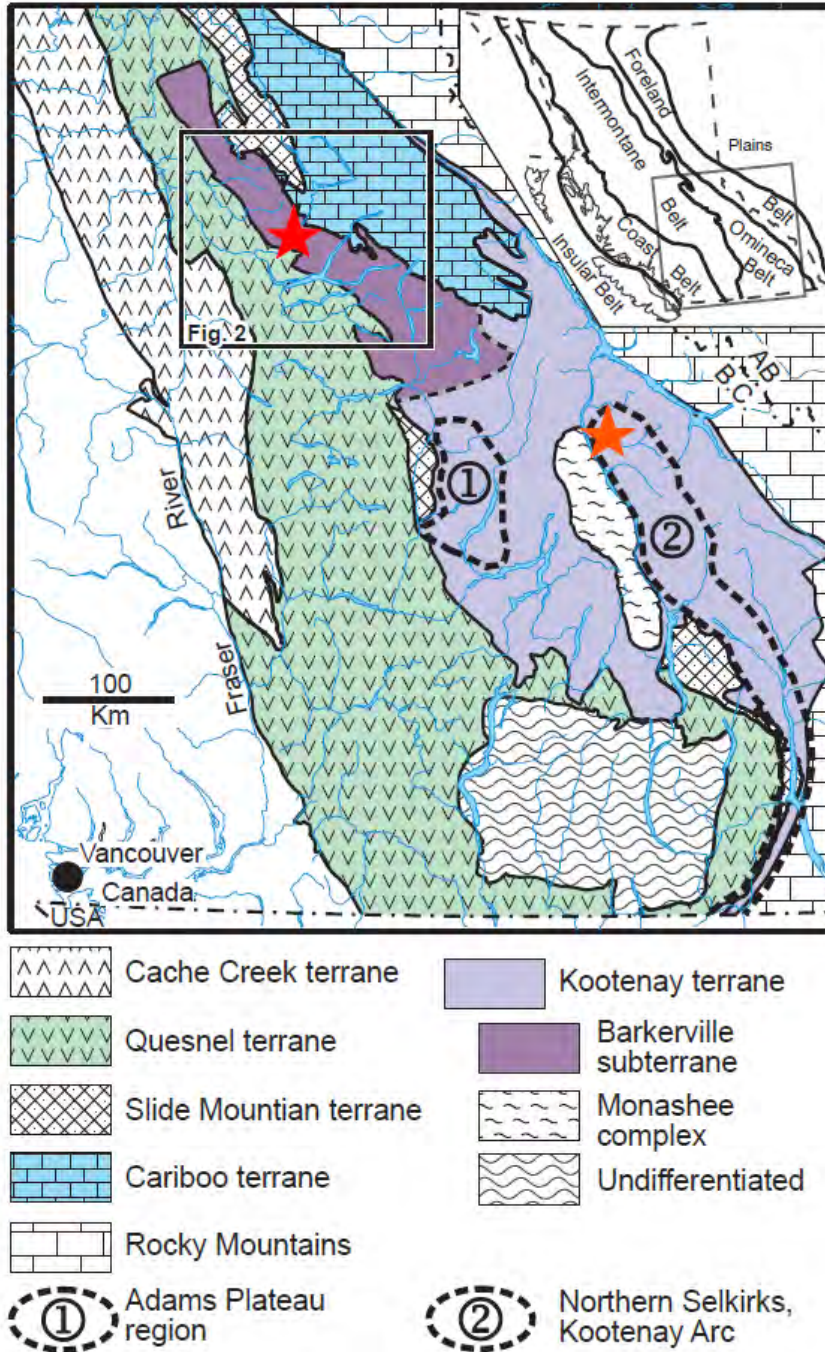 Foreland
Belt
Intermontane
Belt
Plains
Omineca
Belt
Coast
Belt
Insular Belt
Fig. 2
AB
B.C
1
2
River
Fraser
100
Km
Vancouver
Canada
USA
Cache Creek terrane
Quesnel terrane
Slide Mountian terrane
Cariboo terrane
Rocky Mountains
1 Adams Plateau
region
Kootenay terrane
Barkerville
subterrane
Monashee
complex
Undifferentiated
2 Northern Selkirks,
Kootenay Arc